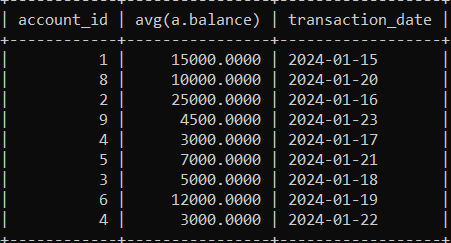 +------------+----------------+------------------+
| account_id | avg(a.balance) | transaction_date |
+------------+----------------+------------------+
|          1 |     15000.0000 | 2024-01-15       |
|          8 |     10000.0000 | 2024-01-20       |
|          2 |     25000.0000 | 2024-01-16       |
|          9 |      4500.0000 | 2024-01-23       |
|          4 |      3000.0000 | 2024-01-17       |
|          5 |      7000.0000 | 2024-01-21       |
|          3 |      5000.0000 | 2024-01-18       |
|          6 |     12000.0000 | 2024-01-19       |
|          4 |      3000.0000 | 2024-01-22       |
+------------+----------------+------------------+